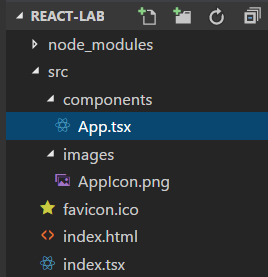 REACT-LAB
node_modules
src
components
App.tsx
images
AppIcon.png
favicon.ico
index.html
index.tsx